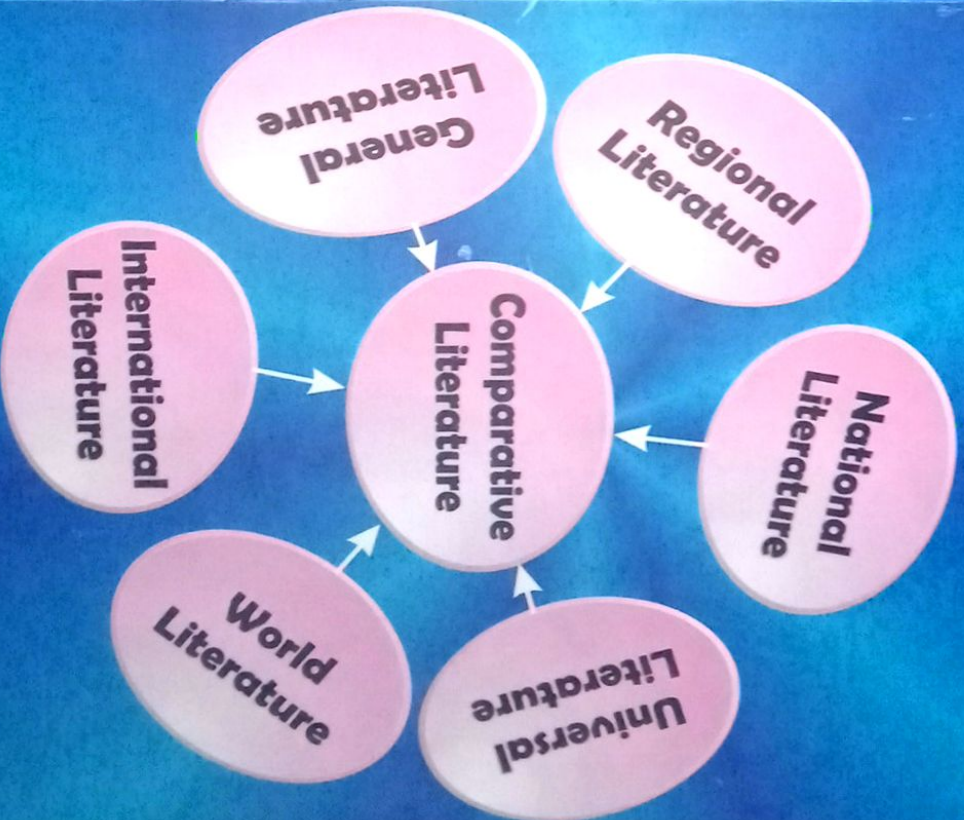 National
Literature
Regional
Literature
Universal
Literature
Comparative
Literature
General
Literature
World
Literature
International
Literature